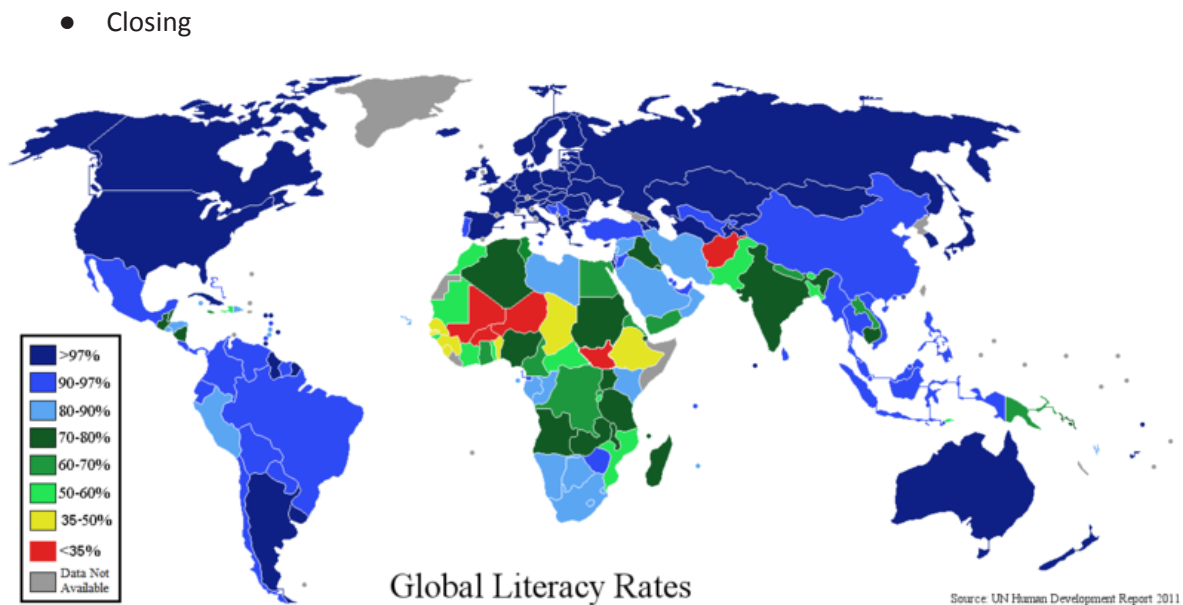 ● Closing
>97%
90-97%
80-90%
70-80%
60-70%
50-60%
35-50%
<35%
Data Not
Available
Global Literacy Rates
Source: UN Human Development Report 2011